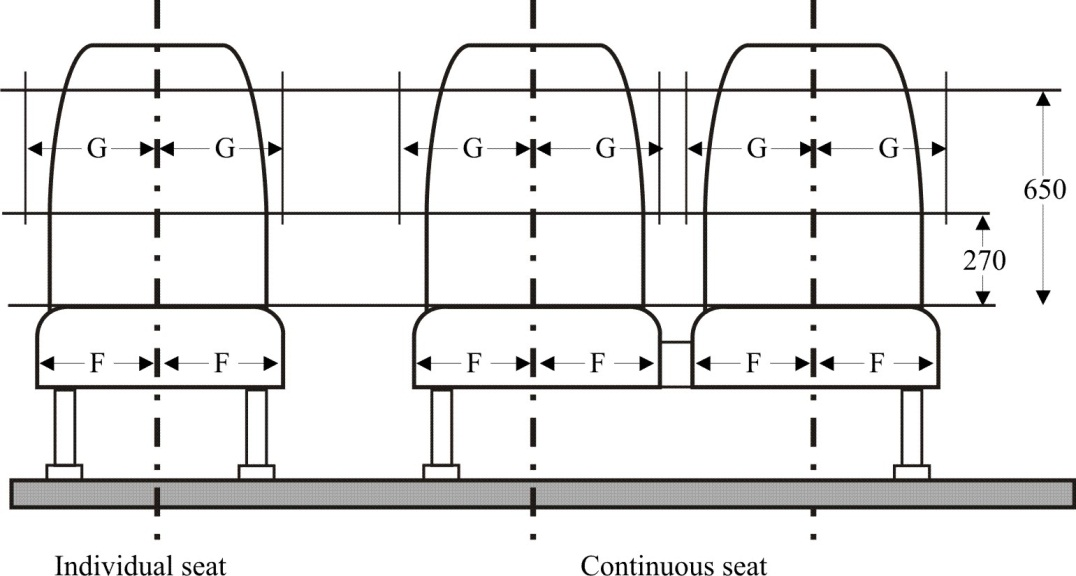 G G G G G G
650
270
F F F F F F
Individual seat Continuous seat